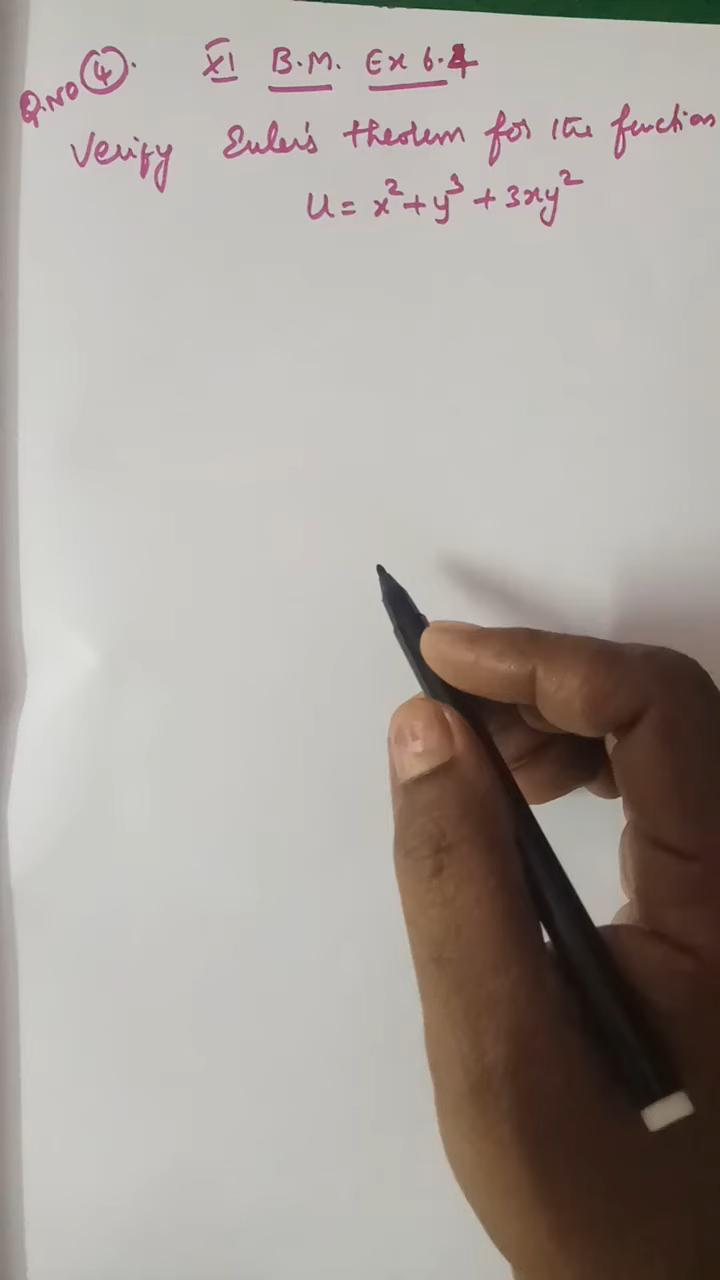 Q.NO ④. XI B.M. Ex 6.4
Verify Euler's theorem for the function
u = x² + y³ + 3xy²